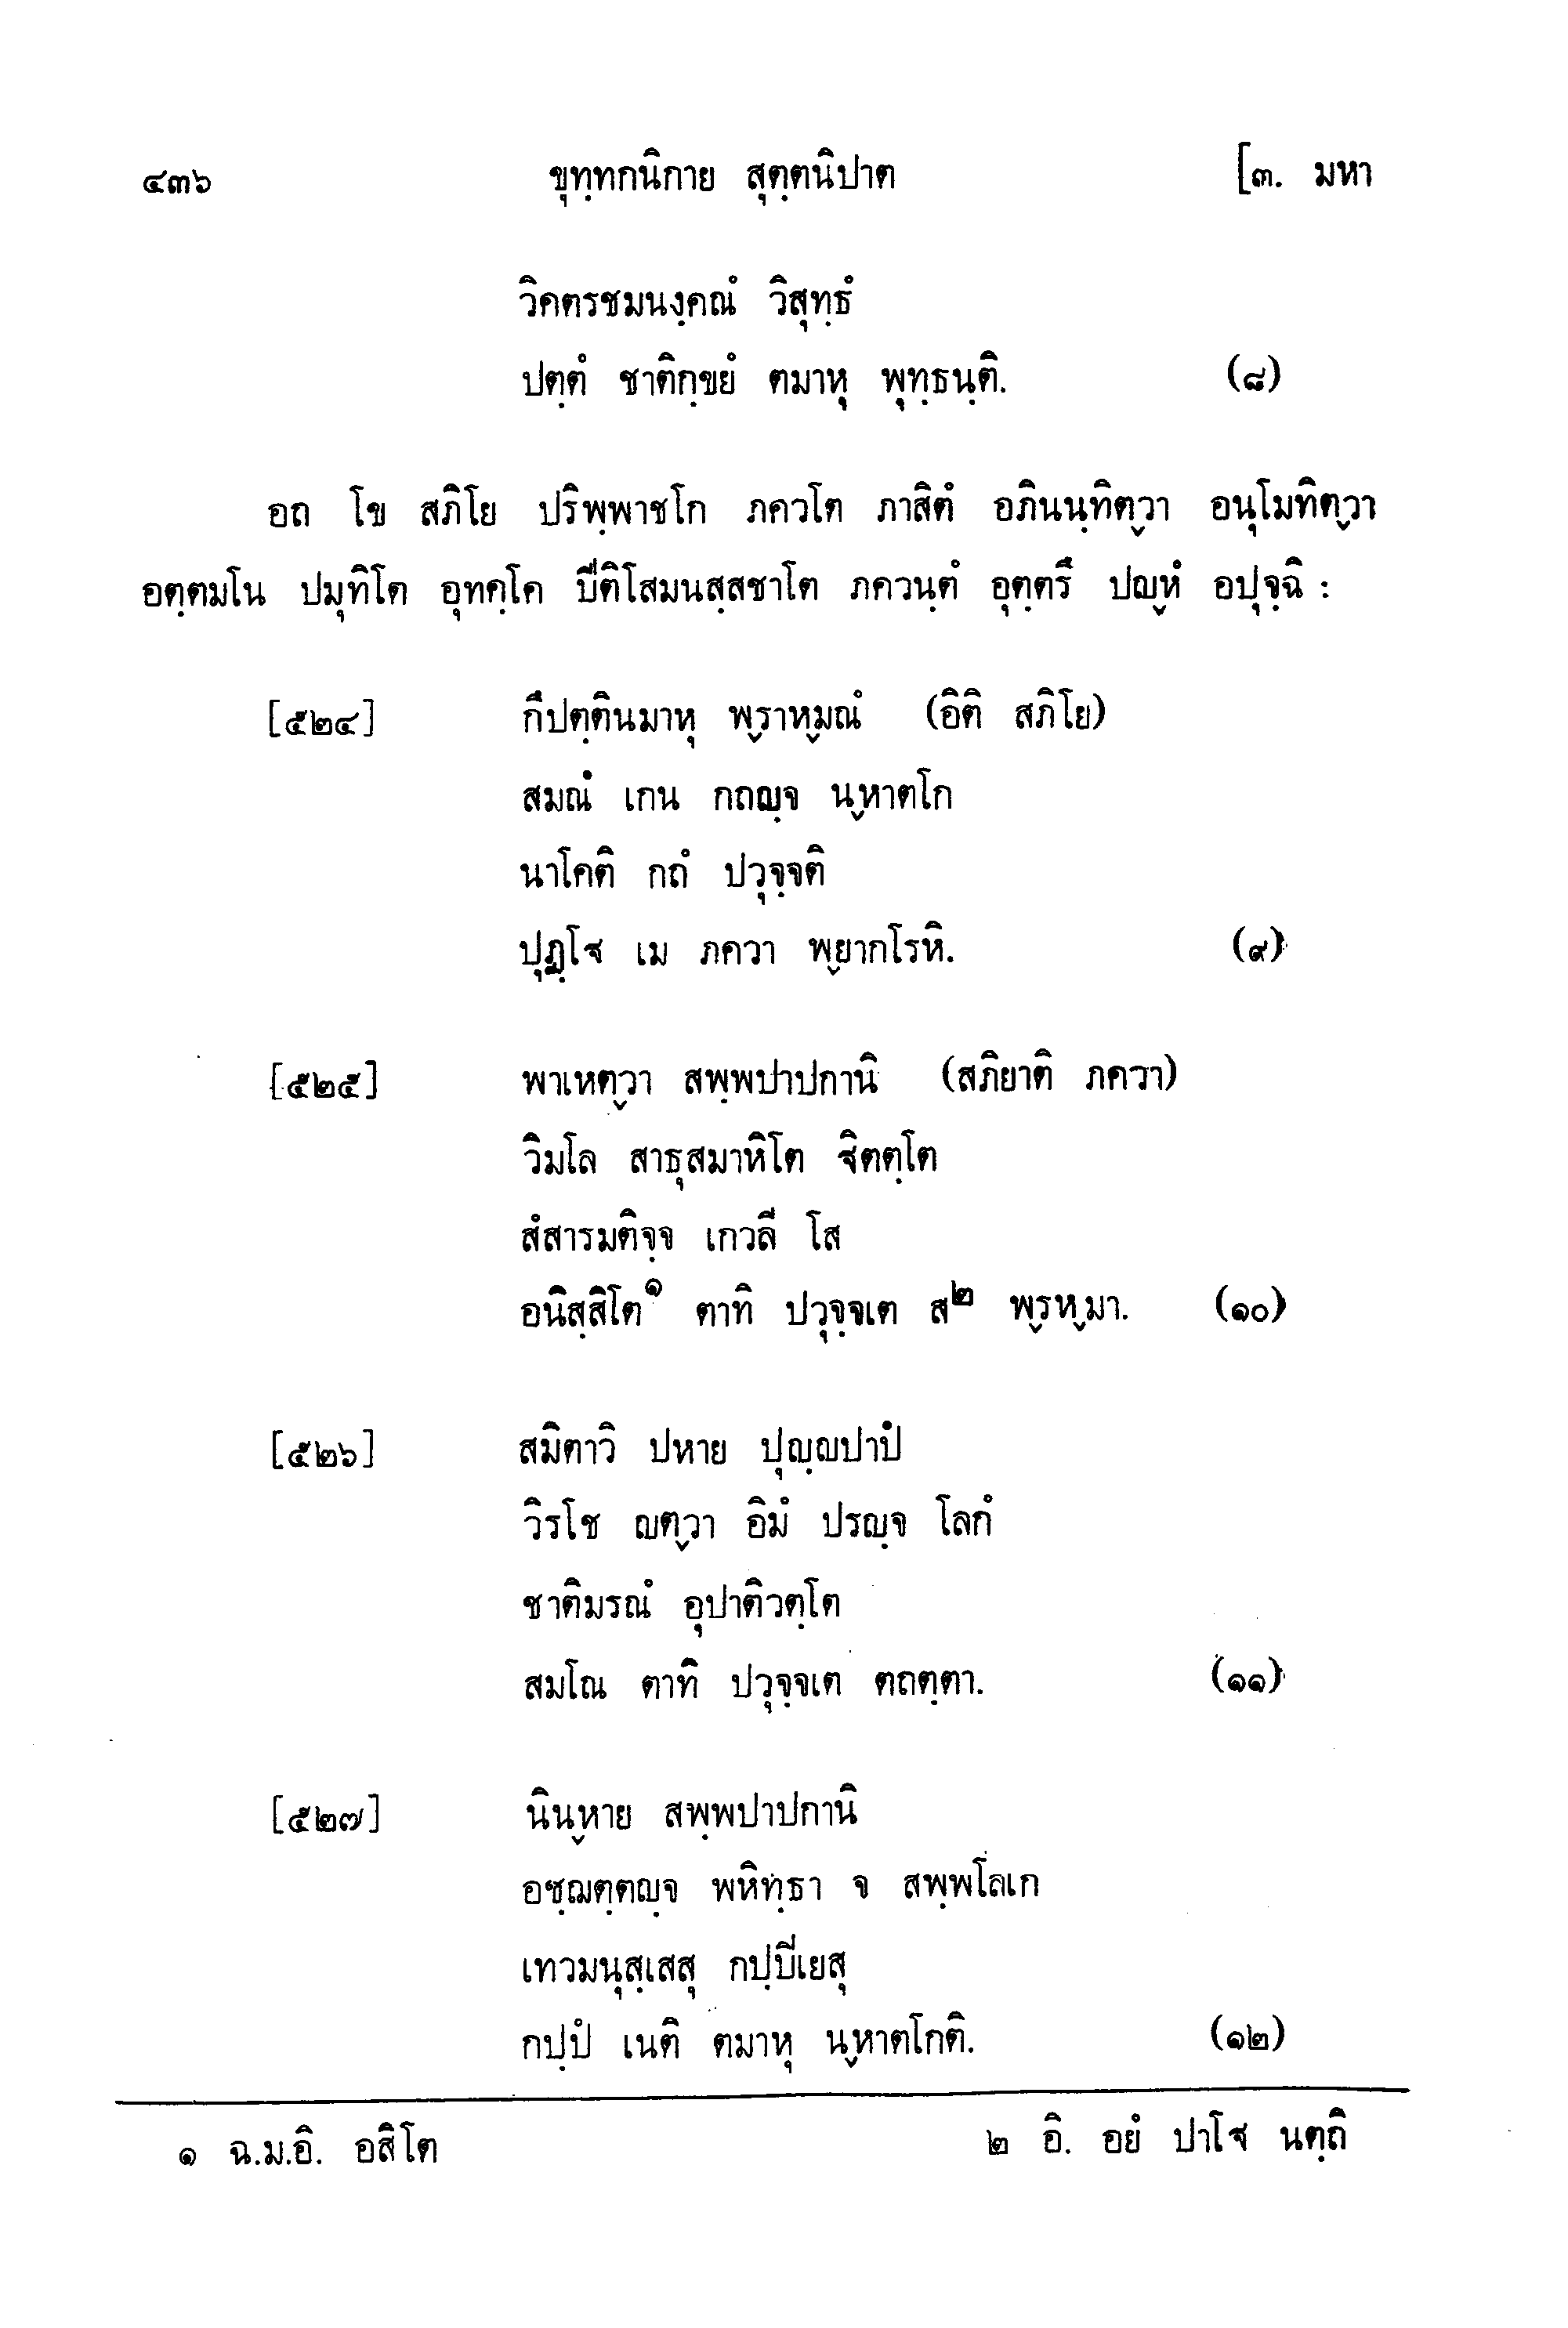 ๔๓๖ ขุทฺทกนิกาย สุตฺตนิปาต [๓. มหา
วิคตรชมนงฺคณํ วิสุทฺธํ
ปตฺตํ ชาติกฺขยํ ตมาหุ พุทฺธนฺติ. (๘)
อถ โข สภิโย ปริพฺพาชโก ภควโต ภาสิตํ อภินนฺทิตฺวา อนุโมทิตฺวา
อตฺตมโน ปมุทิโต อุทคฺโค ปีติโสมนสฺสชาโต ภควนฺตํ อุตฺตรึ ปญฺหํ อปุจฺฉิ :
[๕๒๔] กึปตฺตินมาหุ พฺราหฺมณํ (อิติ สภิโย)
สมณํ เกน กถญฺจ นฺหาตโก
นาโคติ กถํ ปวุจฺจติ
ปุฏฺโฐ เม ภควา พฺยากโรหิ. (๙)
[๕๒๕] พาเหตฺวา สพฺพปาปกานิ (สภิยาติ ภควา)
วิมโล สาธุสมาหิโต ฐิตตฺโต
สํสารมติจฺจ เกวลี โส
อนิสฺสิโต๑ ตาทิ ปวุจฺจเต ส๒ พฺรหฺมา. (๑๐)
[๕๒๖] สมิตาวิ ปหาย ปุญฺญปาปํ
วิรโช ญตฺวา อิมํ ปรญฺจ โลกํ
ชาติมรณํ อุปาติวตฺโต
สมโณ ตาทิ ปวุจฺจเต ตถตฺตา. (๑๑)
[๕๒๗] นินฺหาย สพฺพปาปกานิ
อชฺฌตฺตญฺจ พหิทฺธา จ สพฺพโลเก
เทวมนุสฺเสสุ กปฺปิเยสุ
กปฺปํ เนติ ตมาหุ นฺหาตโกติ. (๑๒)
๑ ฉ.ม.อิ. อสิโต ๒ อิ. อยํ ปาโฐ นตฺถิ